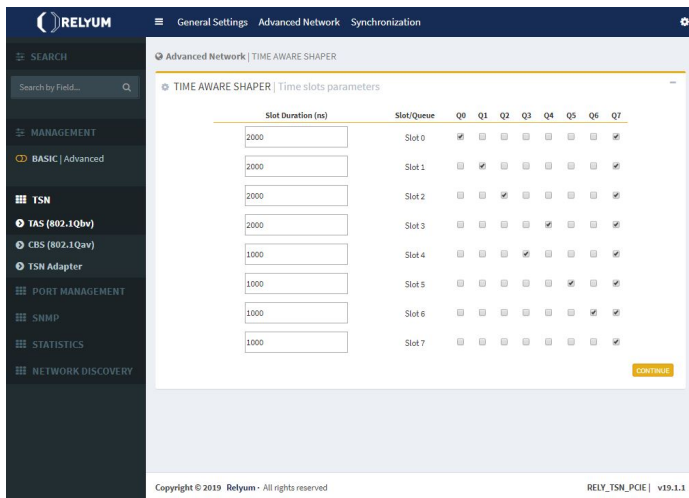 RELYUM
General Settings Advanced Network Synchronization
SEARCH
Search by Field...
MANAGEMENT
BASIC | Advanced
TSN
TAS (802.1Qbv)
CBS (802.1Qav)
TSN Adapter
PORT MANAGEMENT
SNMP
STATISTICS
NETWORK DISCOVERY
Advanced Network | TIME AWARE SHAPER
TIME AWARE SHAPER | Time slots parameters
Slot Duration (ns) Slot/Queue Q0 Q1 Q2 Q3 Q4 Q5 Q6 Q7
2000 Slot 0
2000 Slot 1
2000 Slot 2
2000 Slot 3
1000 Slot 4
1000 Slot 5
1000 Slot 6
1000 Slot 7
CONTINUE
Copyright © 2019 Relyum · All rights reserved RELY_TSN_PCIE | v19.1.1